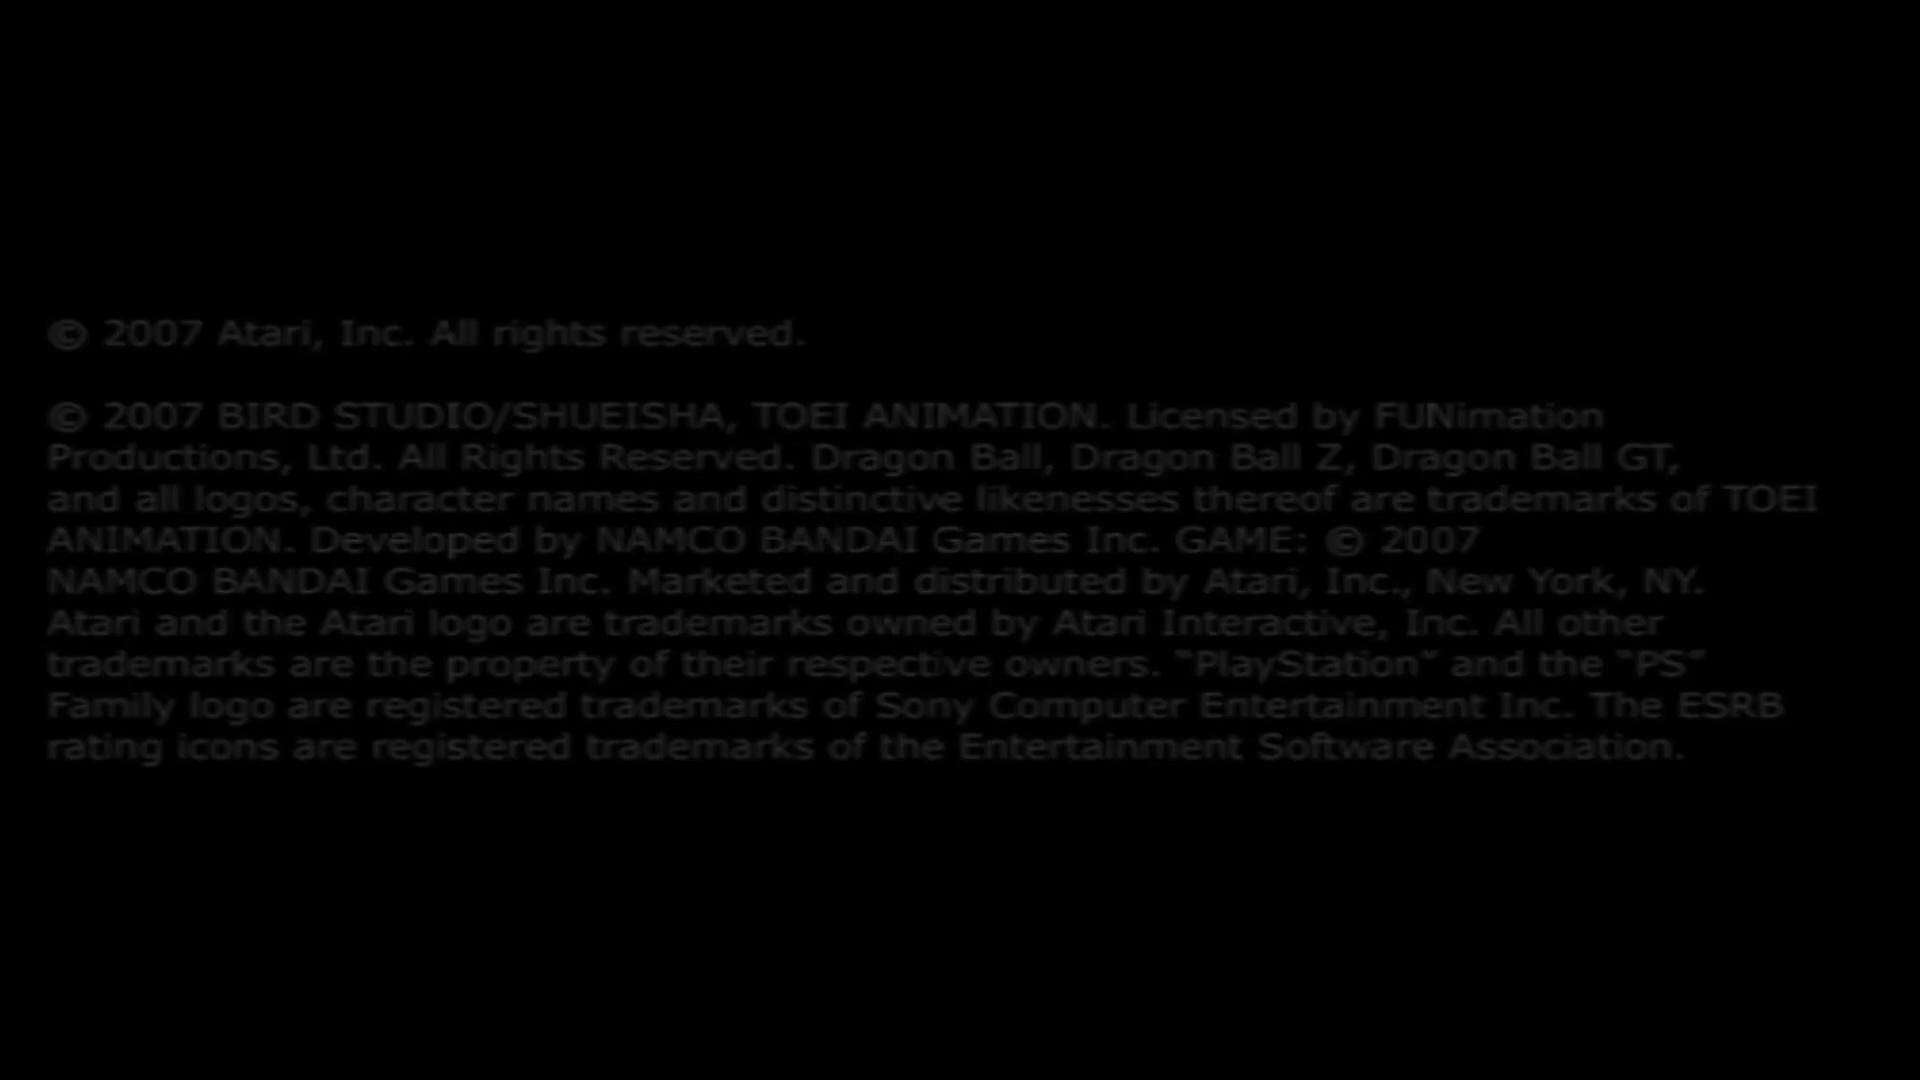 © 2007 Atari, Inc. All rights reserved.
© 2007 BIRD STUDIO/SHUEISHA, TOEI ANIMATION. Licensed by FUNimation
Productions, Ltd. All Rights Reserved. Dragon Ball, Dragon Ball Z, Dragon Ball GT,
and all logos, character names and distinctive likenesses thereof are trademarks of TOEI
ANIMATION. Developed by NAMCO BANDAI Games Inc. GAME: © 2007
NAMCO BANDAI Games Inc. Marketed and distributed by Atari, Inc., New York, NY.
Atari and the Atari logo are trademarks owned by Atari Interactive, Inc. All other
trademarks are the property of their respective owners. “PlayStation” and the “PS”
Family logo are registered trademarks of Sony Computer Entertainment Inc. The ESRB
rating icons are registered trademarks of the Entertainment Software Association.